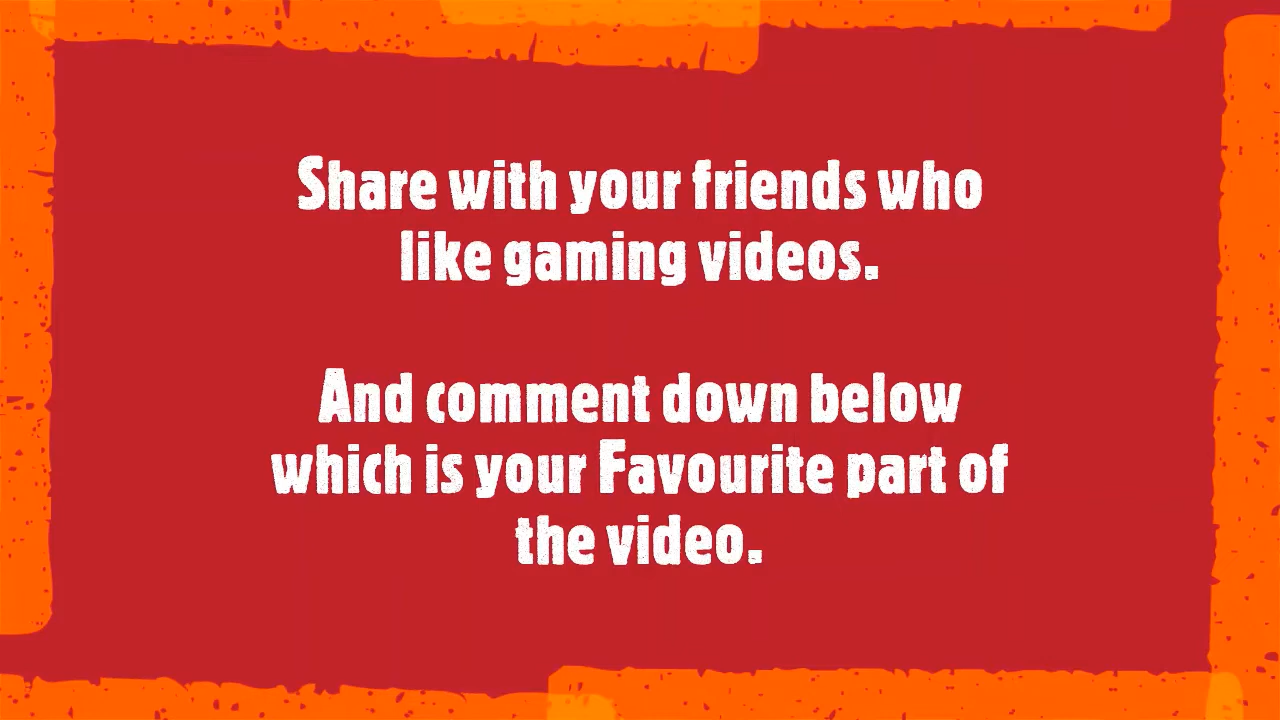 Share with your friends who
like gaming videos.
And comment down below
which is your Favourite part of
the video.